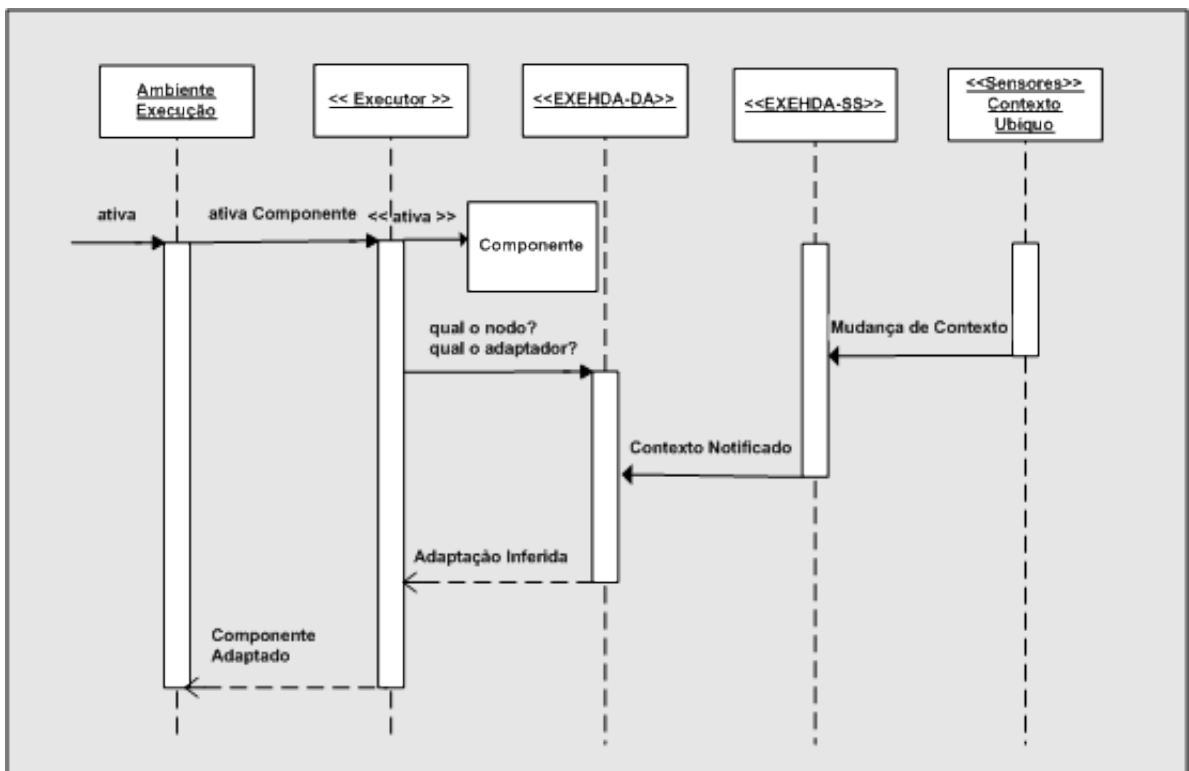 Ambiente
Execução
<< Executor >>
<<EXEHDA-DA>>
<<EXEHDA-SS>>
<<Sensores>>
Contexto
Ubiquo
ativa
ativa Componente
<< ativa >>
Componente
qual o nodo?
qual o adaptador?
Mudança de Contexto
Contexto Notificado
Adaptação Inferida
Componente
Adaptado